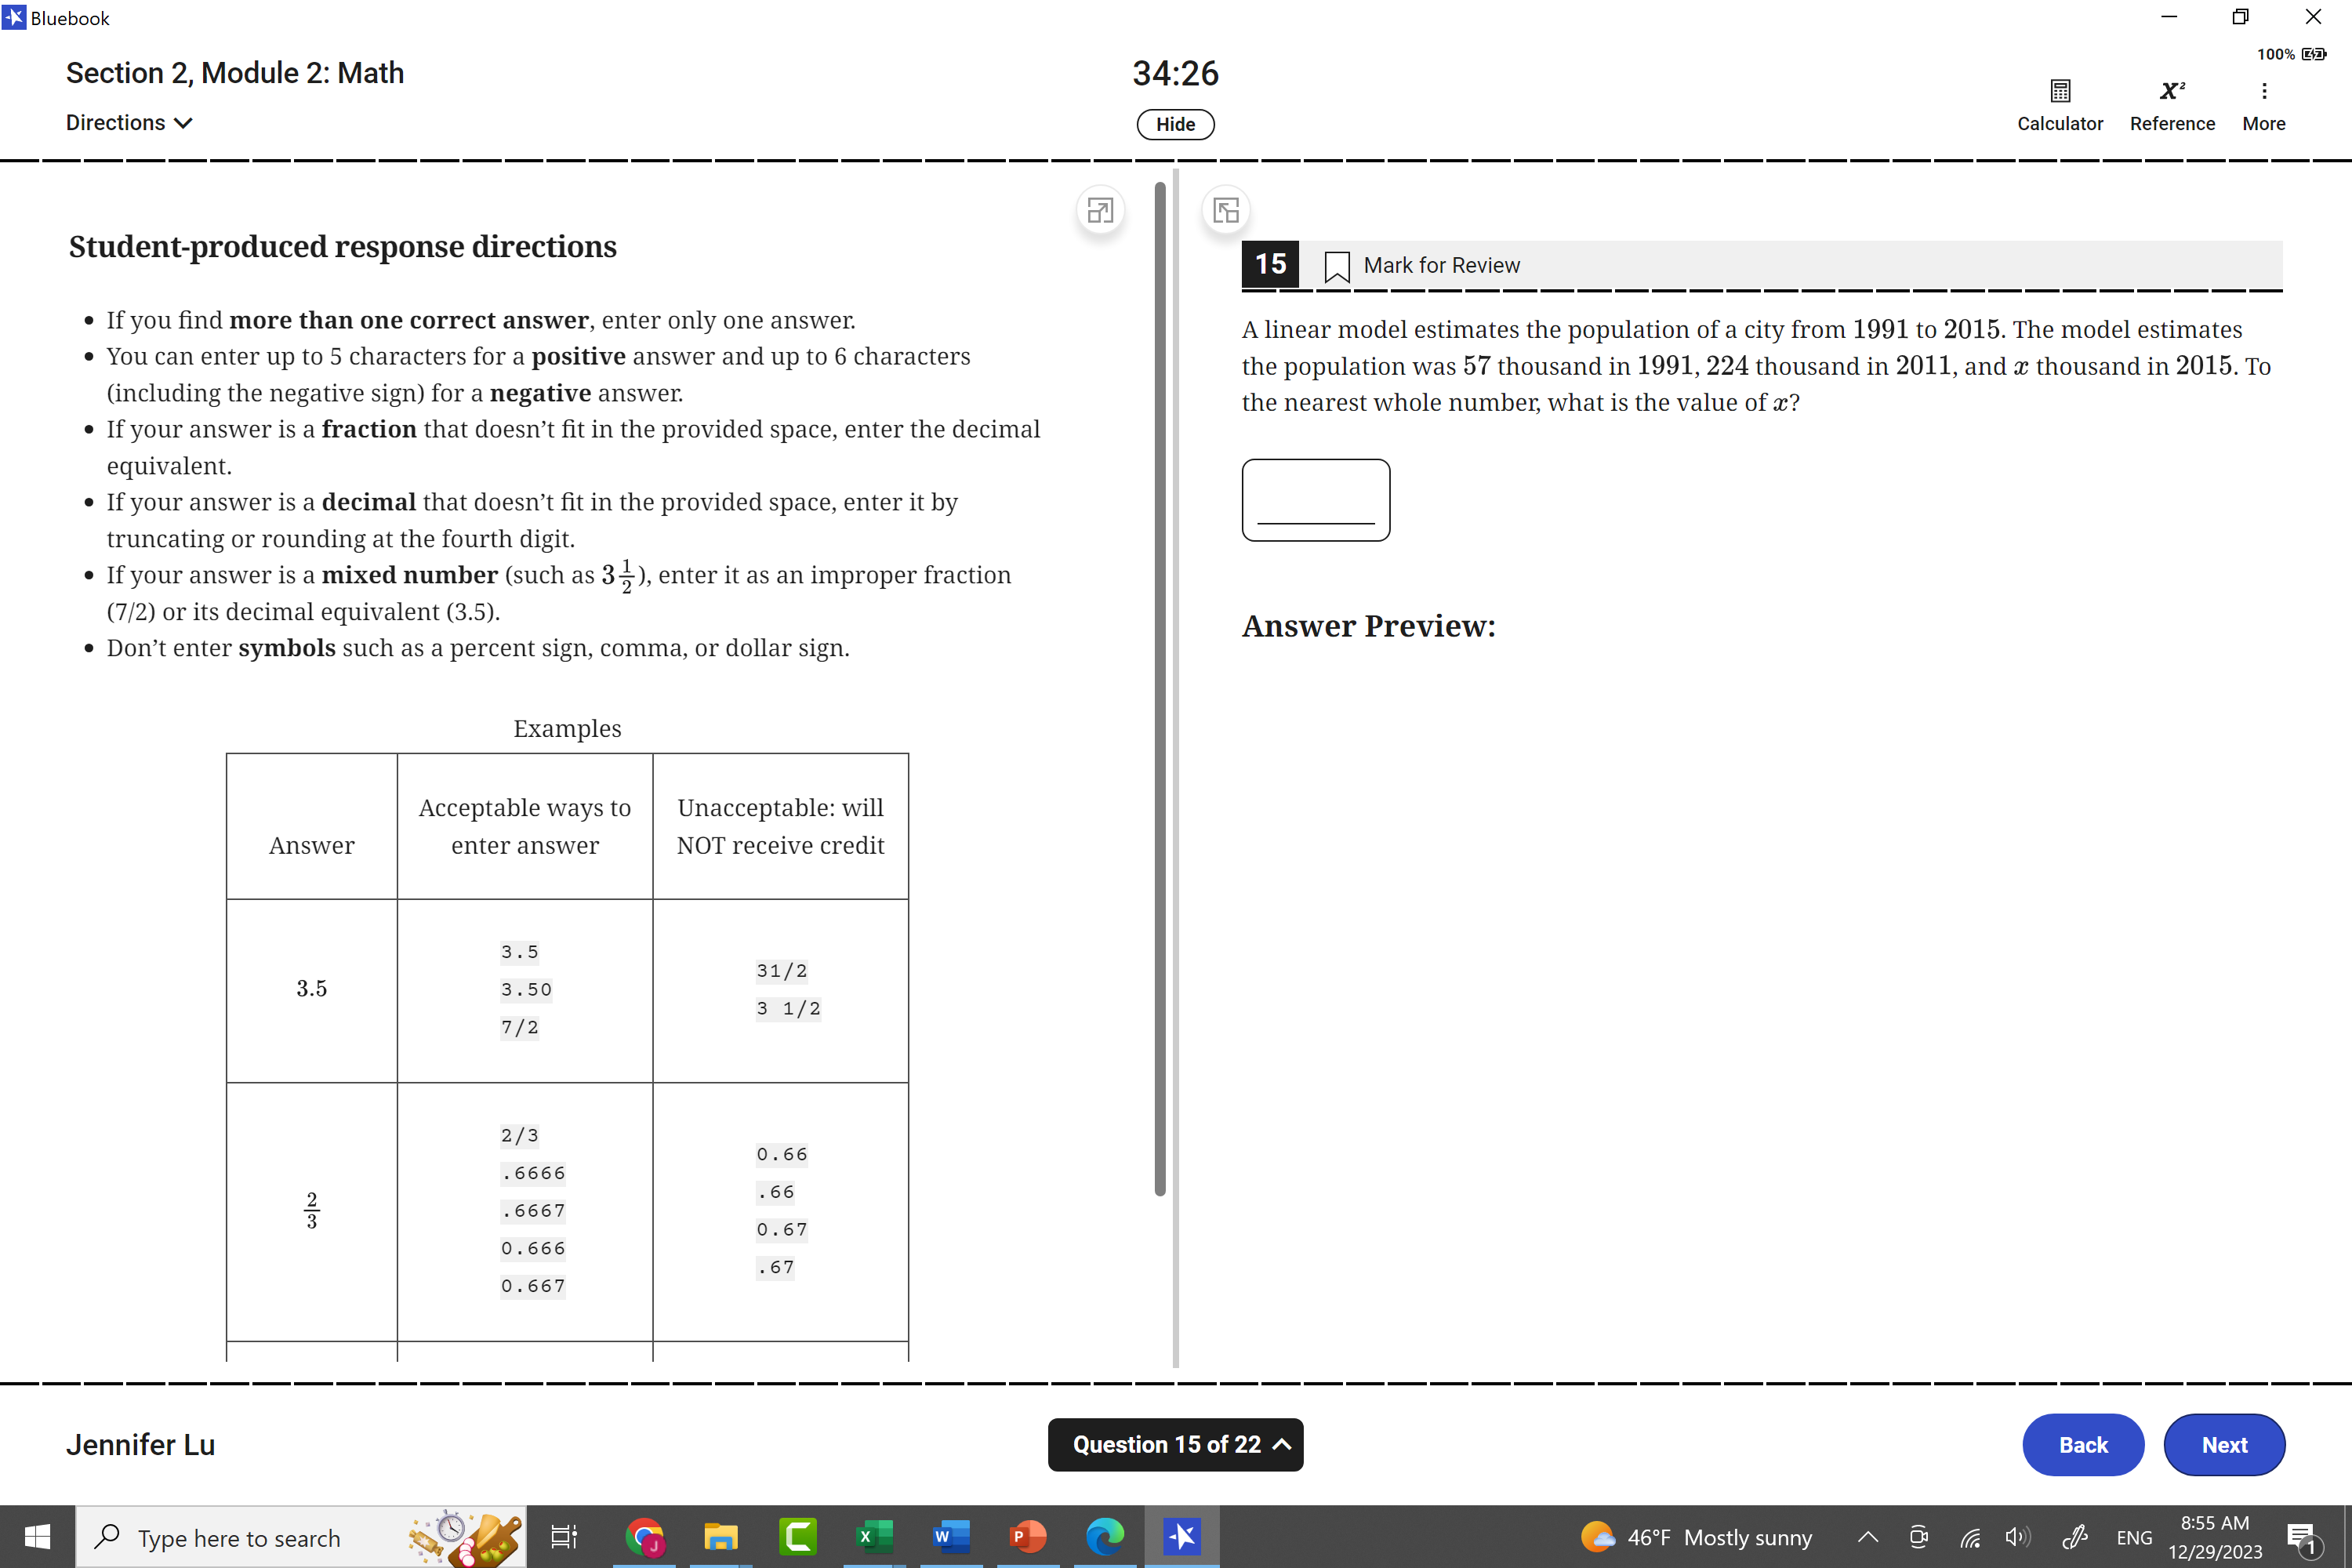 Bluebook
Section 2, Module 2: Math
34:26
100%
Directions
Hide
Calculator
Reference
More
Student-produced response directions
• If you find more than one correct answer, enter only one answer.
• You can enter up to 5 characters for a positive answer and up to 6 characters
(including the negative sign) for a negative answer.
• If your answer is a fraction that doesn’t fit in the provided space, enter the decimal
equivalent.
• If your answer is a decimal that doesn’t fit in the provided space, enter it by
truncating or rounding at the fourth digit.
• If your answer is a mixed number (such as 3 1/2), enter it as an improper fraction
(7/2) or its decimal equivalent (3.5).
• Don’t enter symbols such as a percent sign, comma, or dollar sign.
Examples
Answer
Acceptable ways to
enter answer
Unacceptable: will
NOT receive credit
3.5
3.5
3.50
7/2
31/2
3 1/2
2/3
2/3
.6666
.6667
0.666
0.667
0.66
.66
0.67
.67
15
Mark for Review
A linear model estimates the population of a city from 1991 to 2015. The model estimates
the population was 57 thousand in 1991, 224 thousand in 2011, and x thousand in 2015. To
the nearest whole number, what is the value of x?
Answer Preview:
Jennifer Lu
Question 15 of 22
Back
Next
Type here to search
46°F Mostly sunny
ENG
8:55 AM
12/29/2023
1